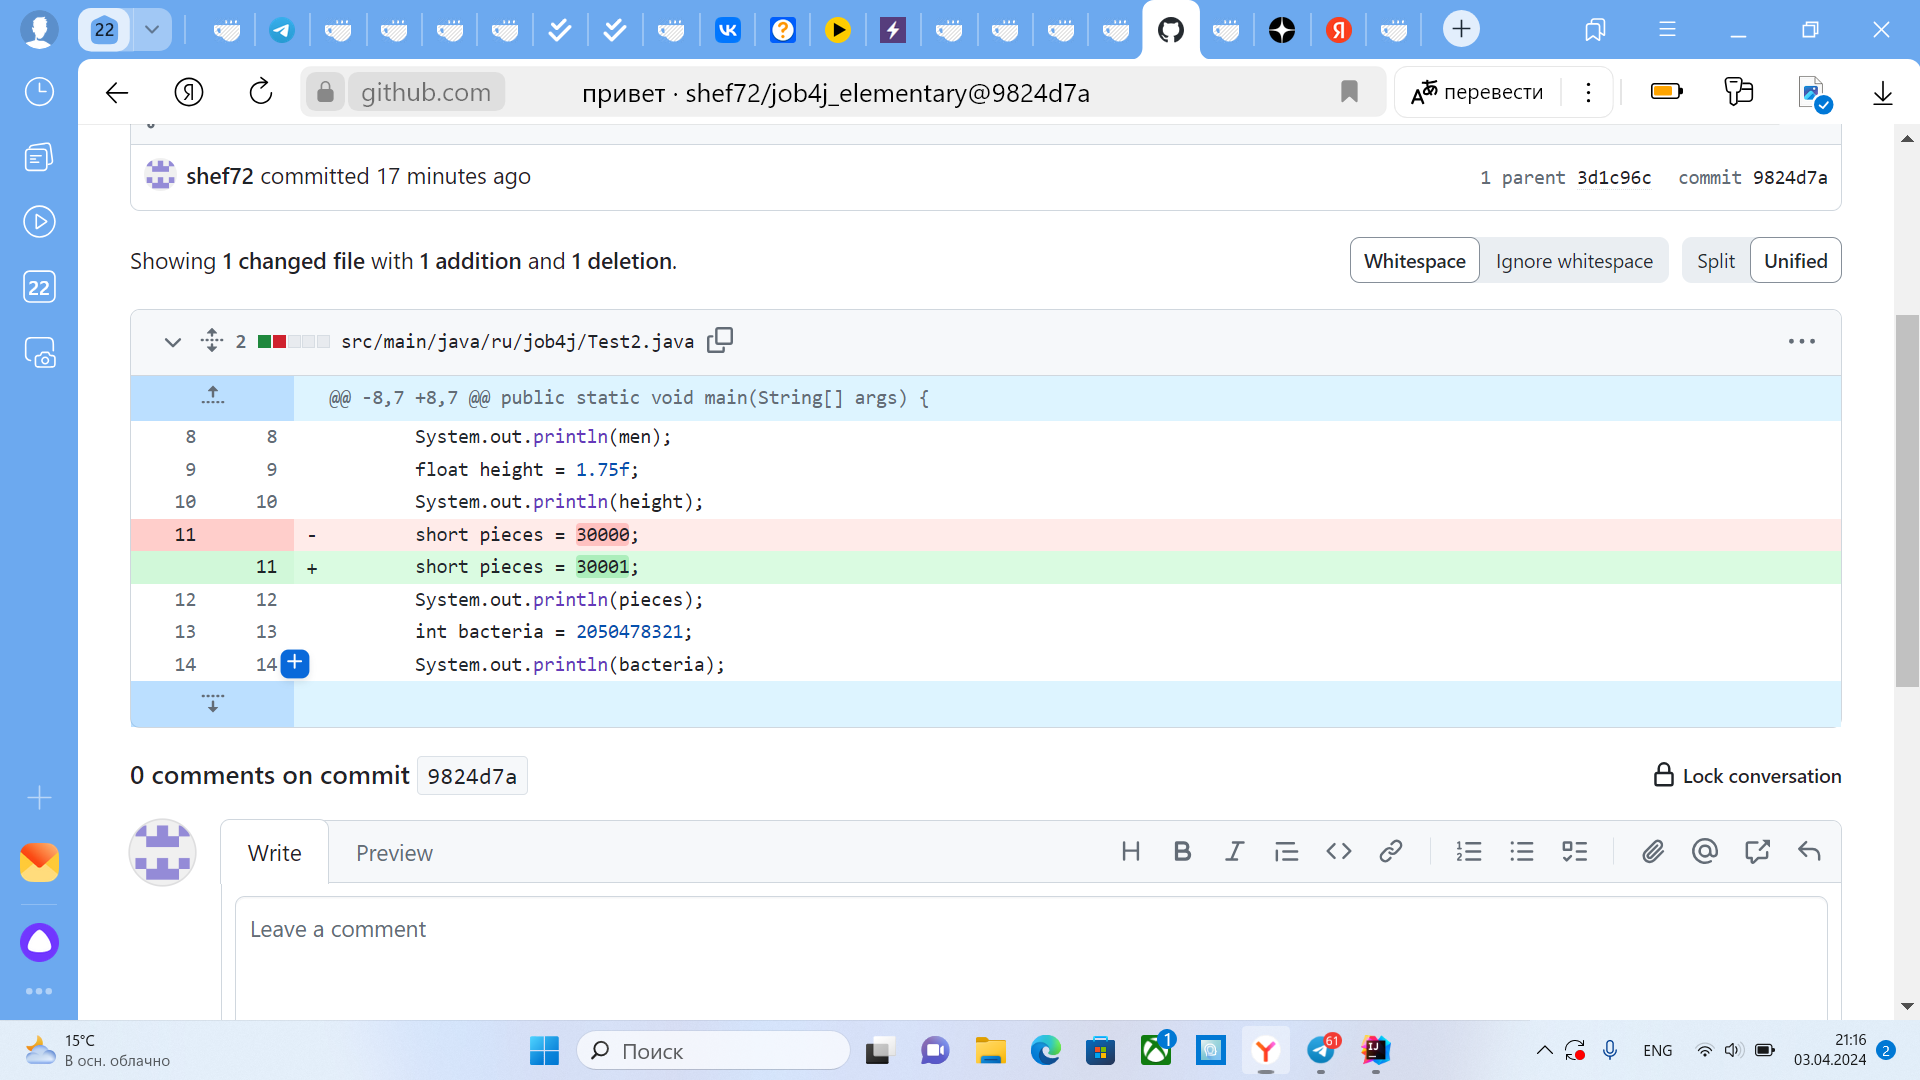 22
github.com
привет · shef72/job4j_elementary@9824d7a
перевести
shef72 committed 17 minutes ago
1 parent 3d1c96c commit 9824d7a
Showing 1 changed file with 1 addition and 1 deletion.
Whitespace
Ignore whitespace
Split
Unified
22
2
src/main/java/ru/job4j/Test2.java
@@ -8,7 +8,7 @@ public static void main(String[] args) {
8 8 System.out.println(men);
9 9 float height = 1.75f;
10 10 System.out.println(height);
11 - short pieces = 30000;
11 + short pieces = 30001;
12 12 System.out.println(pieces);
13 13 int bacteria = 2050478321;
14 14 System.out.println(bacteria);
0 comments on commit 9824d7a
Lock conversation
Write
Preview
Leave a comment
15°C
В осн. облачно
Поиск
1
61
ENG
21:16
03.04.2024
2